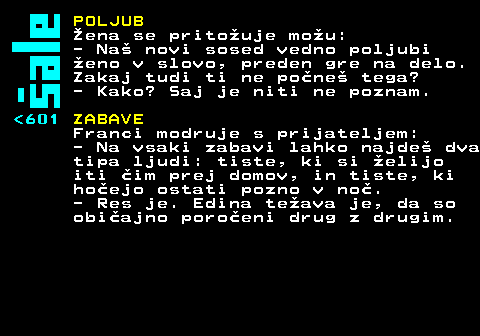 šale
POLJUB
Žena se pritožuje možu:
- Naš novi sosed vedno poljubi
ženo v slovo, preden gre na delo.
Zakaj tudi ti ne počneš tega?
- Kako? Saj je niti ne poznam.
<601 ZABAVE
Franci modruje s prijateljem:
- Na vsaki zabavi lahko najdeš dva
tipa ljudi: tiste, ki si želijo
iti čim prej domov, in tiste, ki
hočejo ostati pozno v noč.
- Res je. Edina težava je, da so
običajno poročeni drug z drugim.